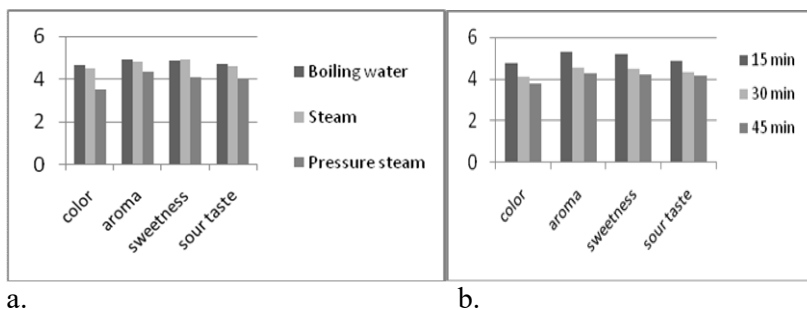 6
4
2
0
color
aroma
sweetness
sour taste
Boiling water
Steam
Pressure steam
a.
6
4
2
0
color
aroma
sweetness
sour taste
15 min
30 min
45 min
b.